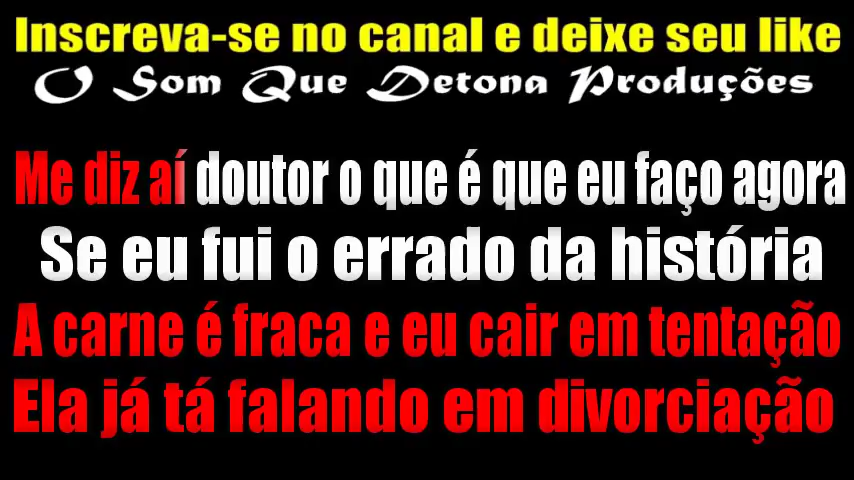 Inscreva-se no canal e deixe seu like
O Som Que Detona Produções
Me diz aí doutor o que é que eu faço agora
Se eu fui o errado da história
A carne é fraca e eu cair em tentação
Ela já tá falando em divorciação